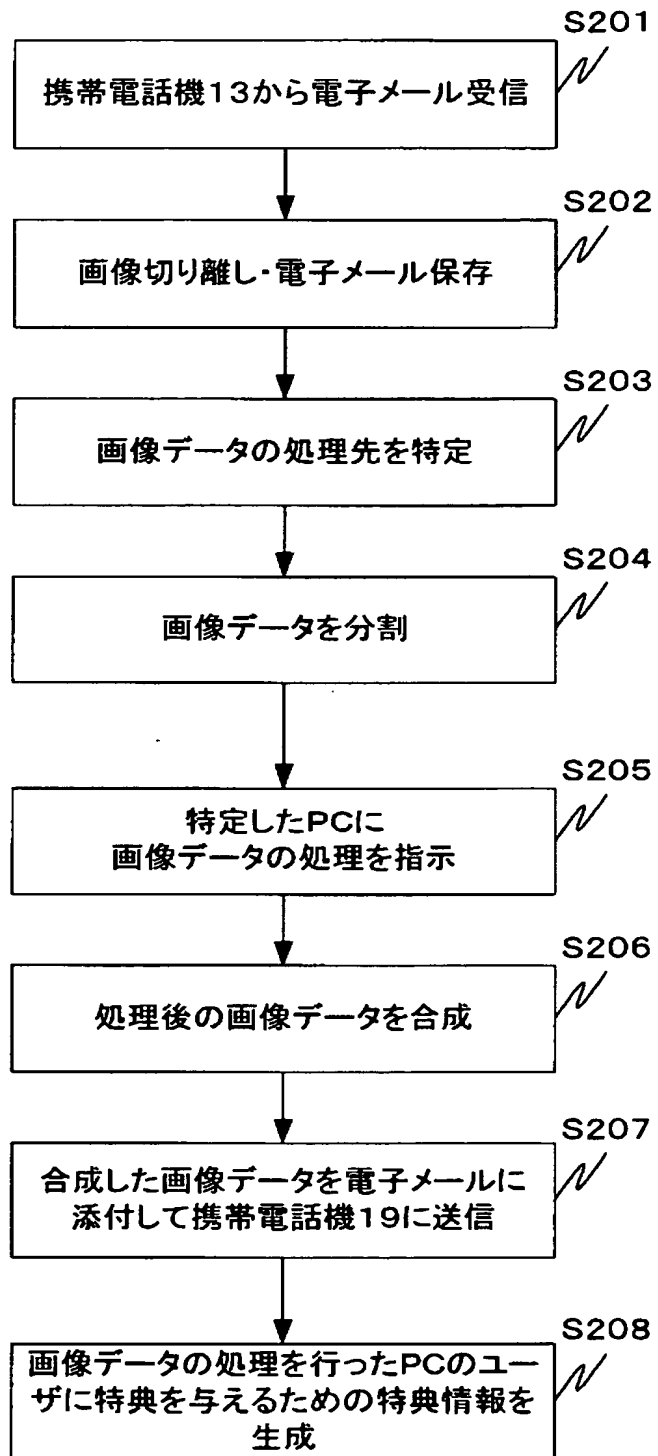 S201
携帯電話機13から電子メール受信
S202
画像切り離し・電子メール保存
S203
画像データの処理先を特定
S204
画像データを分割
S205
特定したPCに
画像データの処理を指示
S206
処理後の画像データを合成
S207
合成した画像データを電子メールに
添付して携帯電話機19に送信
S208
画像データの処理を行ったPCのユー
ザに特典を与えるための特典情報を
生成